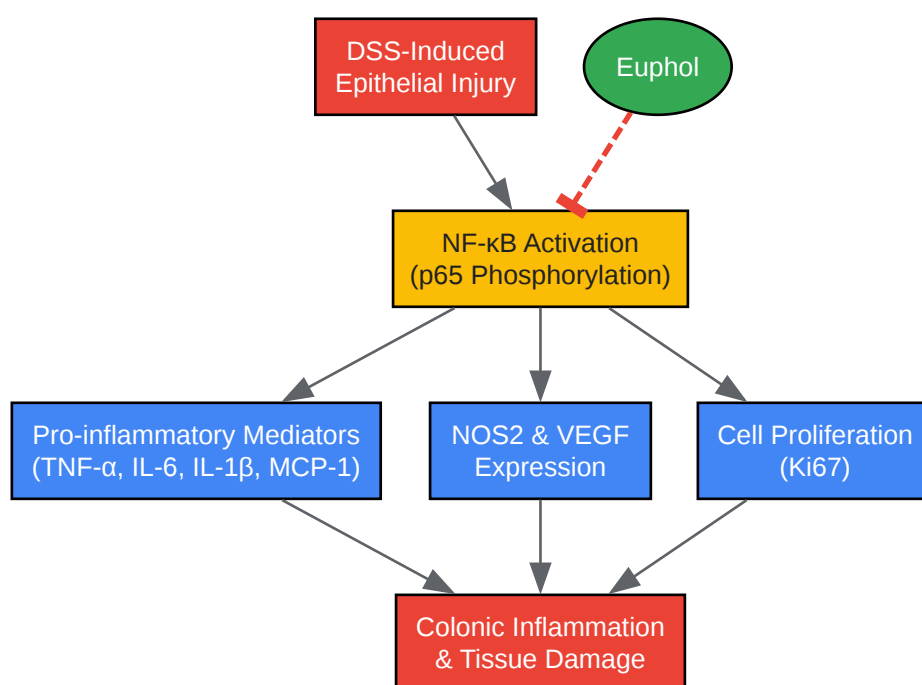 DSS-Induced
Epithelial Injury
Euphol
NF-κB Activation
(p65 Phosphorylation)
Pro-inflammatory Mediators
(TNF-α, IL-6, IL-1β, MCP-1)
NOS2 & VEGF
Expression
Cell Proliferation
(Ki67)
Colonic Inflammation
& Tissue Damage